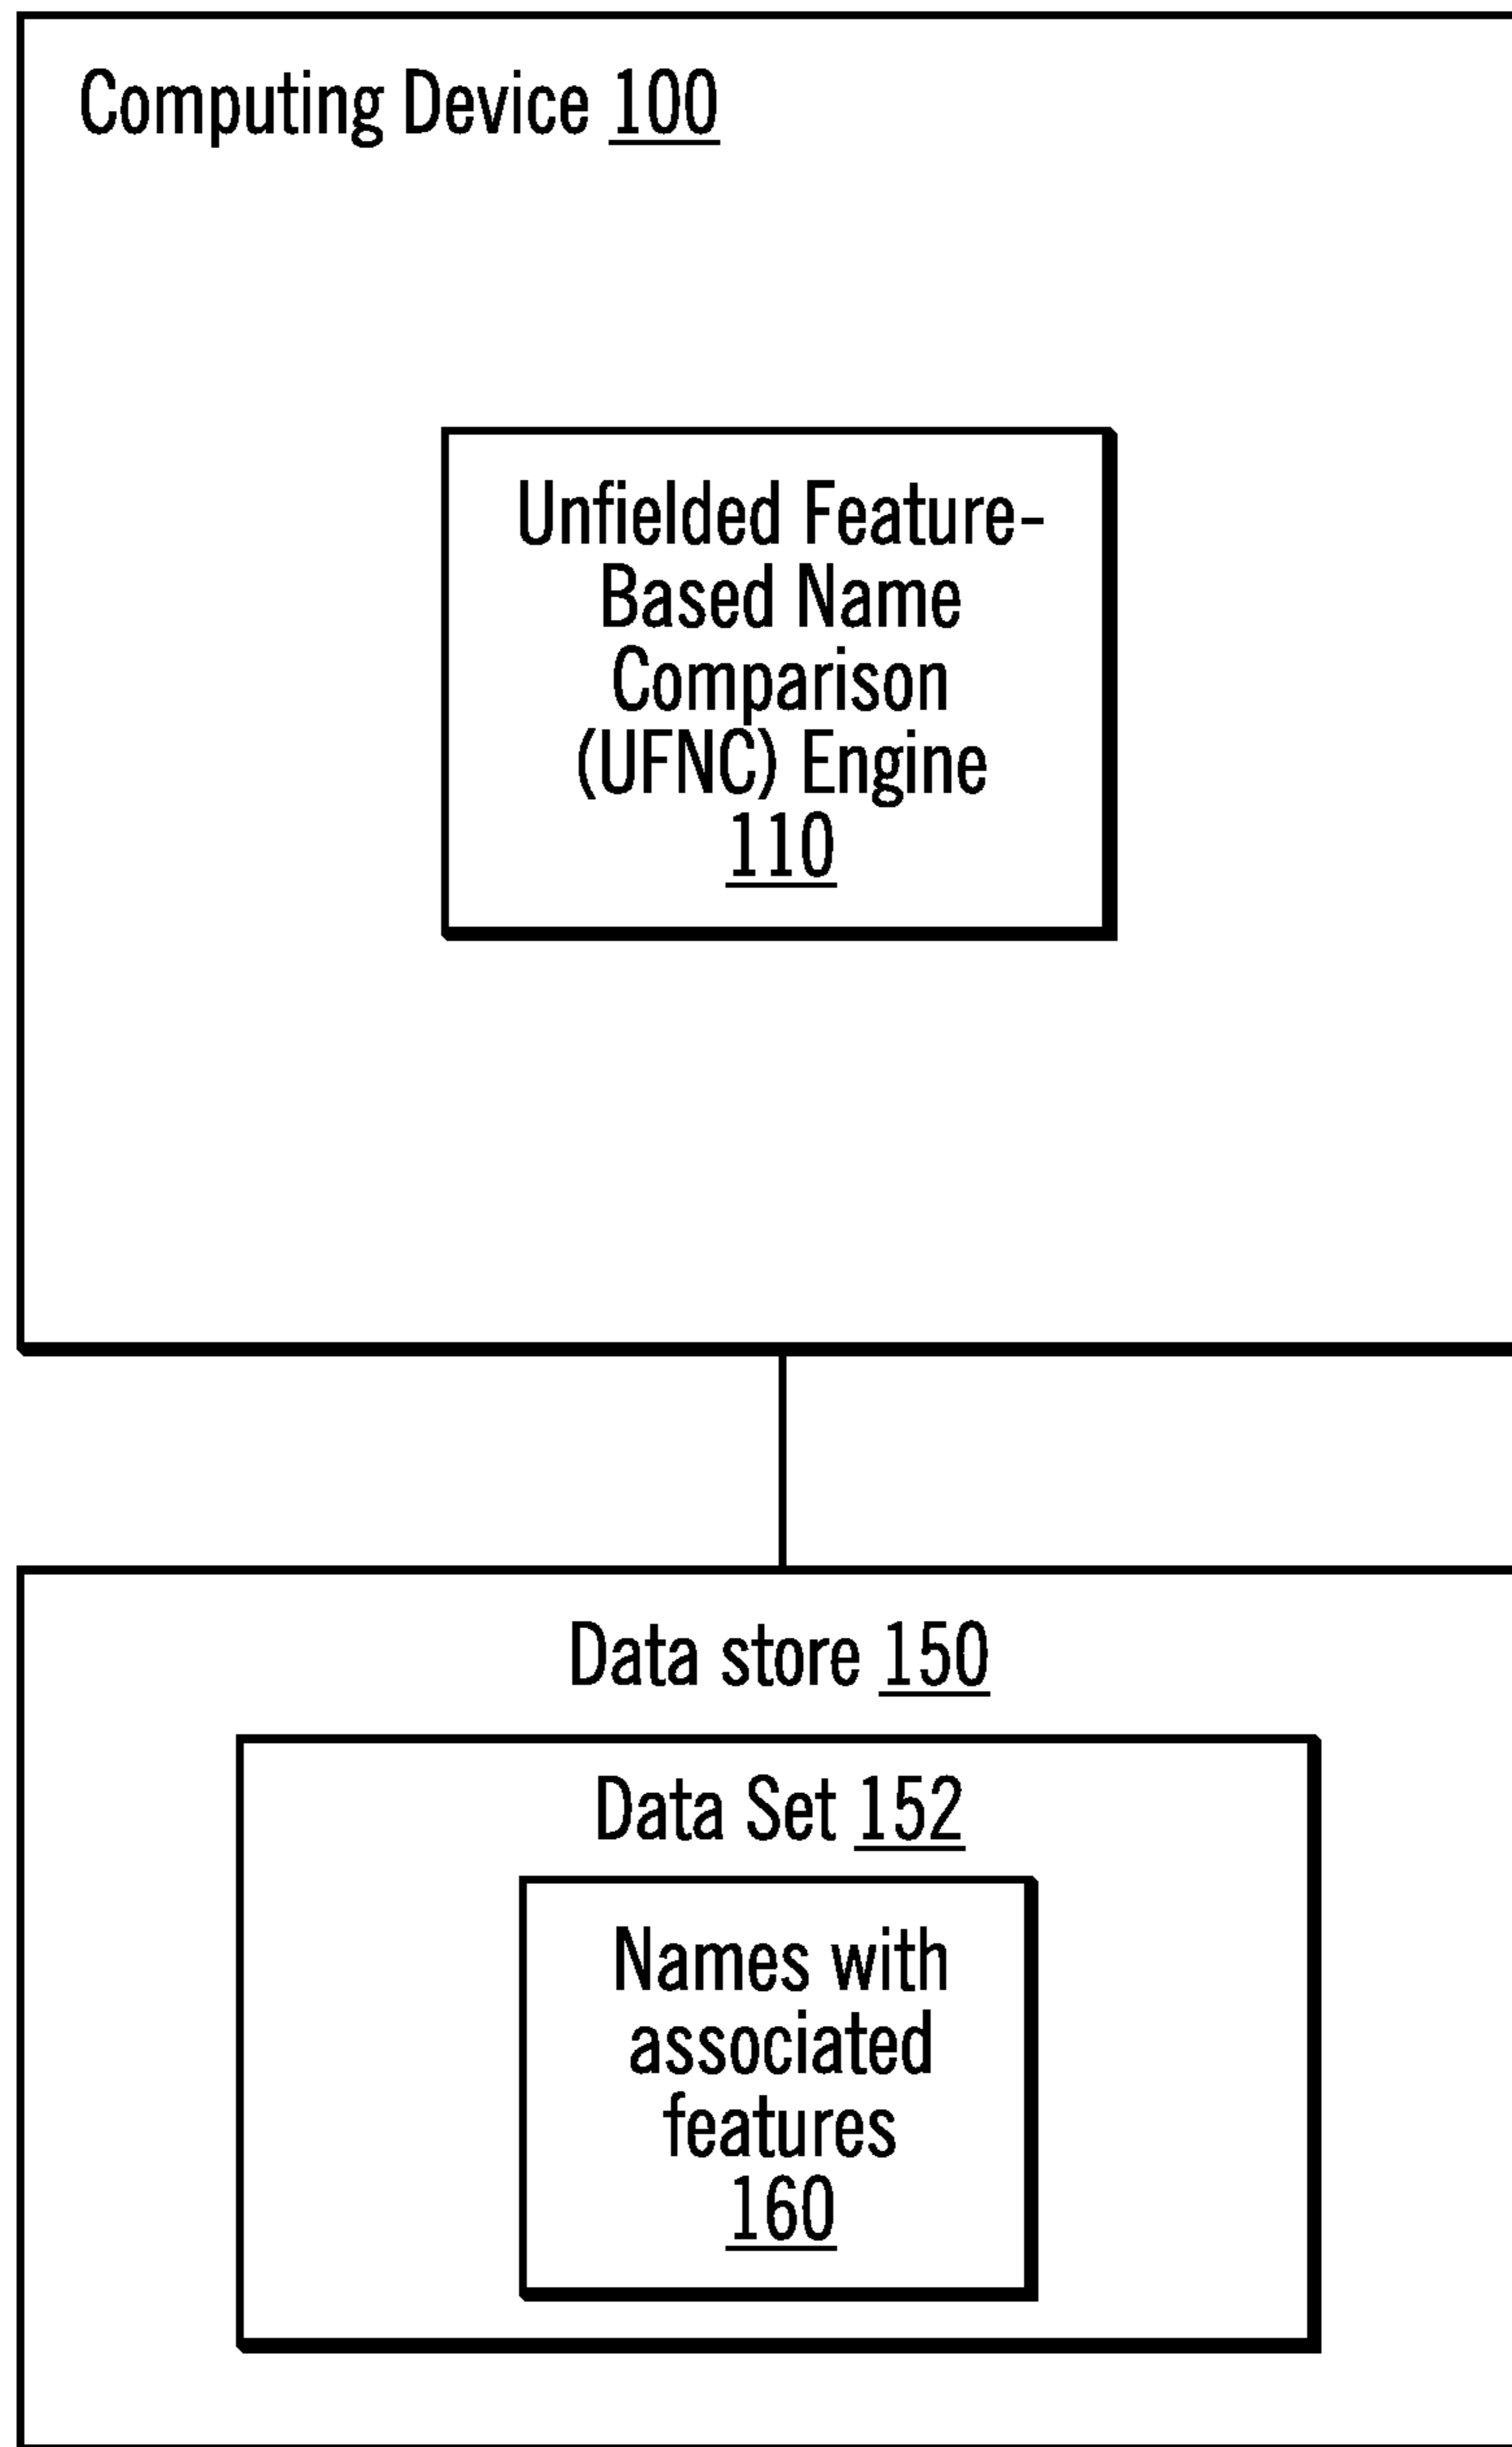 Computing Device 100
Unfielded Feature-
Based Name
Comparison
(UFNC) Engine
110
Data store 150
Data Set 152
Names with
associated
features
160